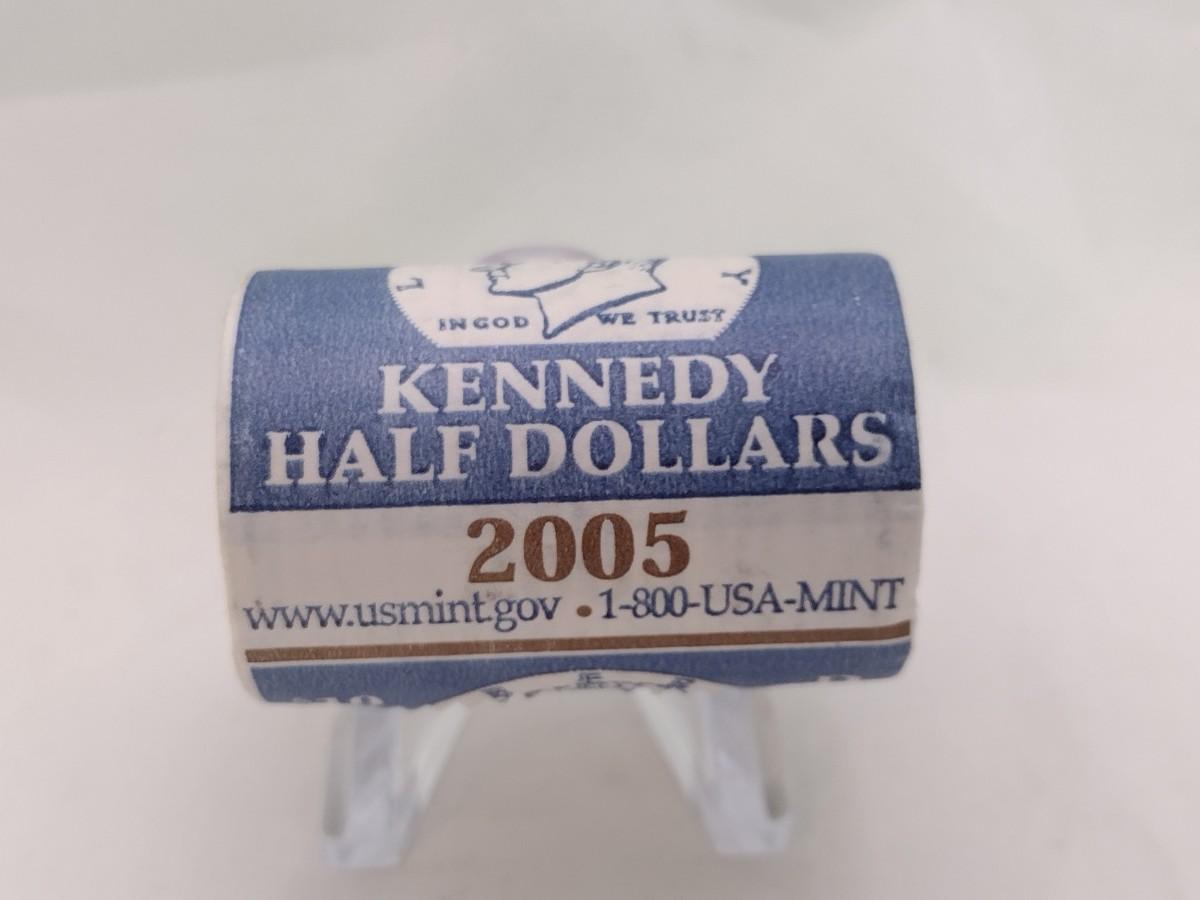 L Y
IN GOD WE TRUST
KENNEDY
HALF DOLLARS
2005
www.usmint.gov • 1-800-USA-MINT